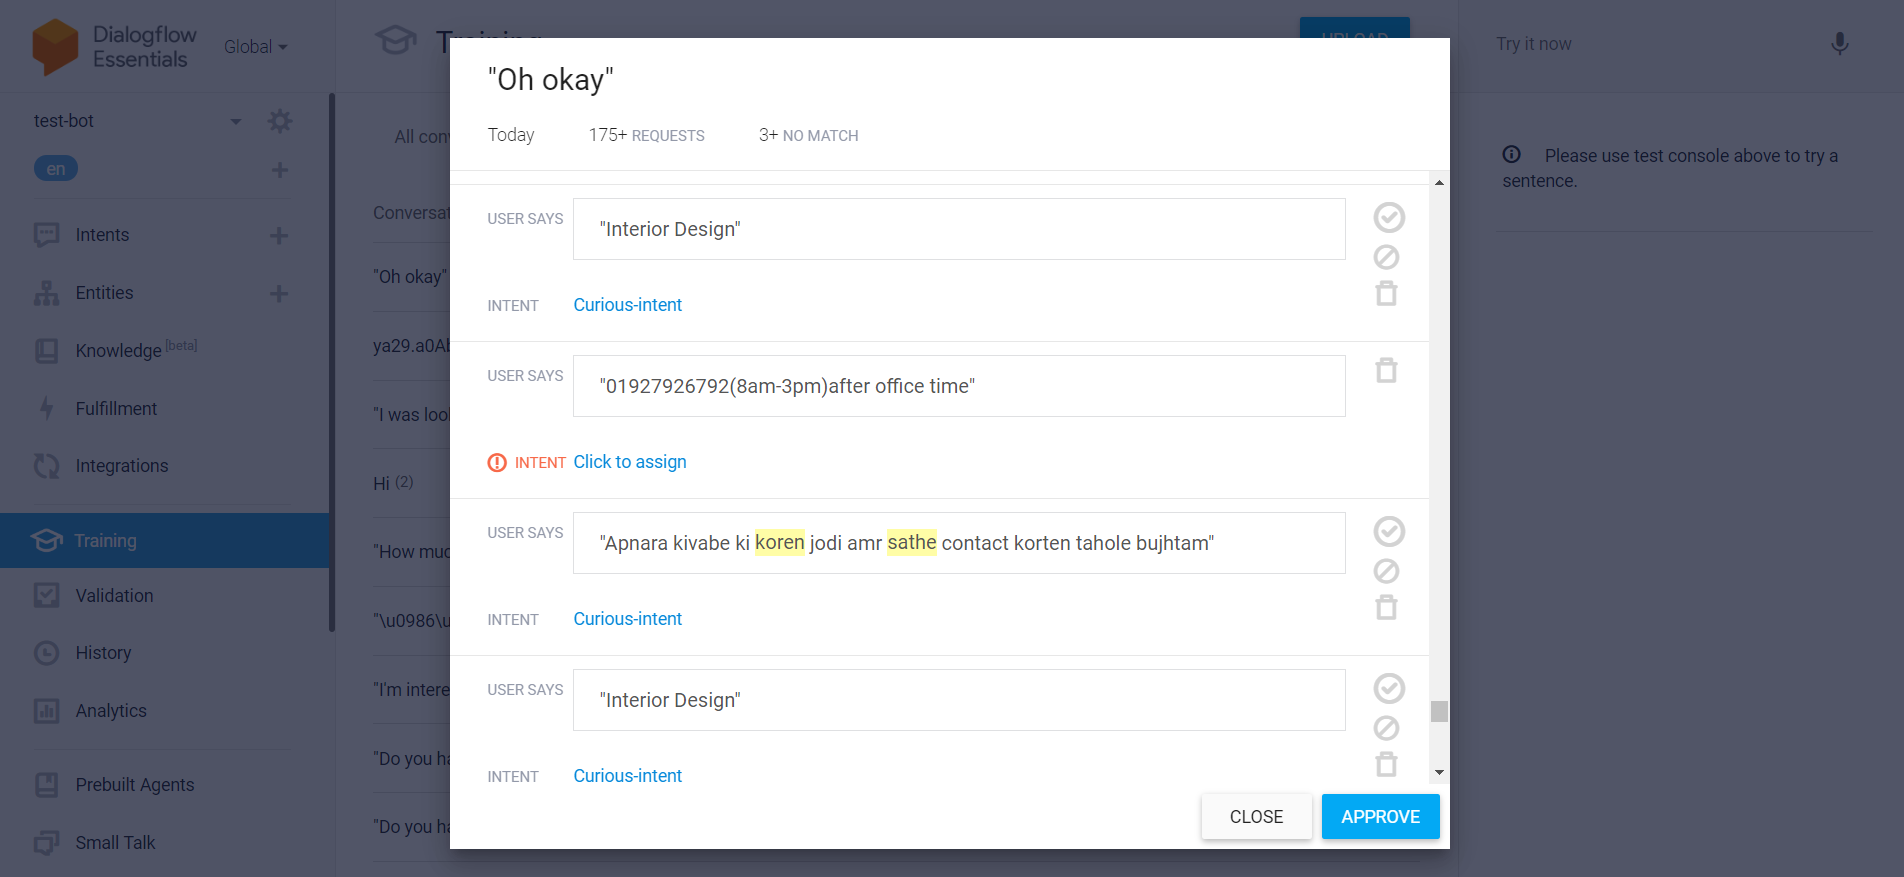 Dialogflow
Essentials
Global
Training
UPLOAD
Try it now
test-bot
en
Intents
Entities
Knowledge [beta]
Fulfillment
Integrations
Training
Validation
History
Analytics
Prebuilt Agents
Small Talk
All con
Conversat
"Oh okay"
ya29.a0Ab
"I was loo
Hi (2)
"How muc
"\u0986\u
"I'm intere
"Do you ha
"Do you ha
"Oh okay"
Today 175+ REQUESTS 3+ NO MATCH
USER SAYS "Interior Design"
INTENT Curious-intent
USER SAYS "01927926792(8am-3pm)after office time"
INTENT Click to assign
USER SAYS "Apnara kivabe ki koren jodi amr sathe contact korten tahole bujhtam"
INTENT Curious-intent
USER SAYS "Interior Design"
INTENT Curious-intent
CLOSE APPROVE
Please use test console above to try a
sentence.